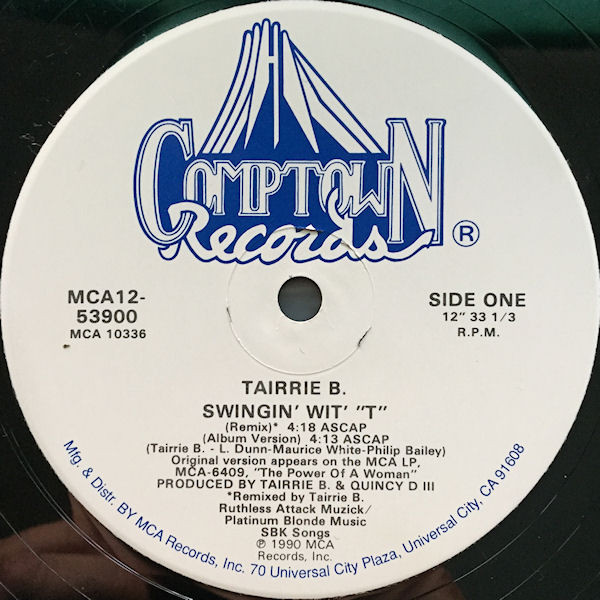 COMPTOWN
Records ®
MCA12-
53900
MCA 10336
SIDE ONE
12" 33 1/3
R.P.M.
TAIRRIE B.
SWINGIN' WIT' "T"
(Remix)* 4:18 ASCAP
(Album Version) 4:13 ASCAP
(Tairrie B. - L. Dunn-Maurice White-Philip Bailey)
Original version appears on the MCA LP,
MCA-6409, "The Power Of A Woman"
PRODUCED BY TAIRRIE B. & QUINCY D III
*Remixed by Tairrie B.
Ruthless Attack Muzick/
Platinum Blonde Music
SBK Songs
℗ 1990 MCA
Records, Inc.
Mfg. & Distr. BY MCA Records, Inc. 70 Universal City Plaza, Universal City, CA 91608